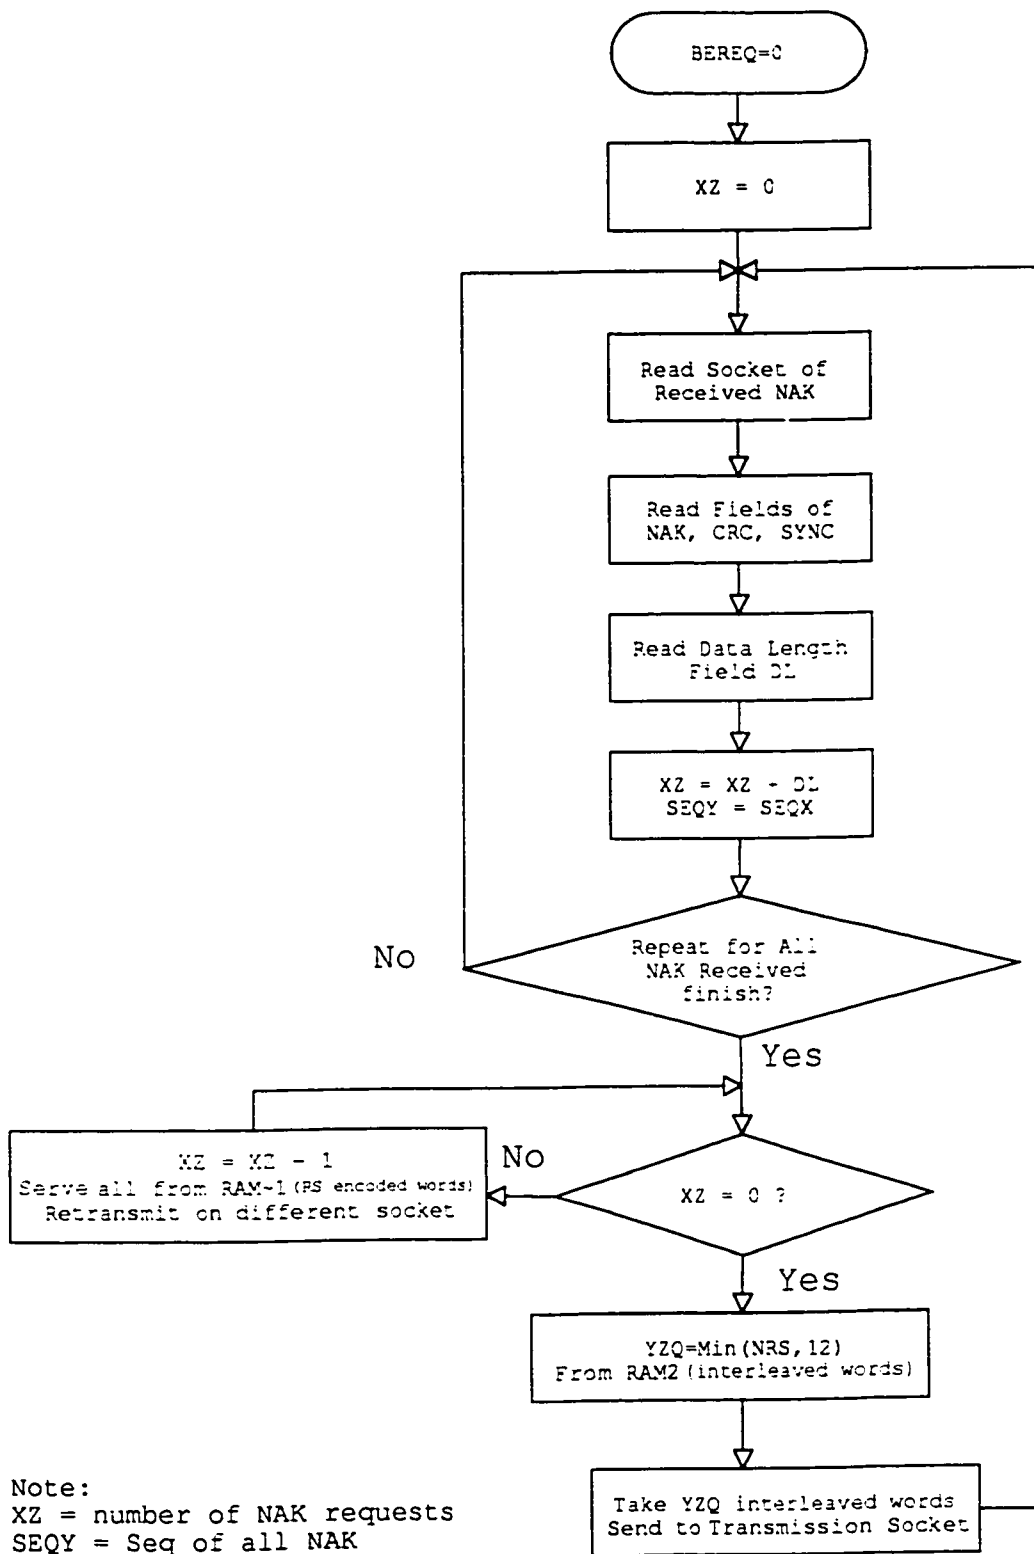 BEREQ=0
XZ = 0
Read Socket of
Received NAK
Read Fields of
NAK, CRC, SYNC
Read Data Length
Field DL
XZ = XZ - DL
SEQY = SEQX
Repeat for All
NAK Received
finish?
No
Yes
XZ = XZ - 1
Serve all from RAM-1 (RS encoded words)
Retransmit on different socket
No
XZ = 0 ?
Yes
YZQ=Min(NRS,12)
From RAM2 (interleaved words)
Take YZQ interleaved words
Send to Transmission Socket
Note:
XZ = number of NAK requests
SEQY = Seq of all NAK